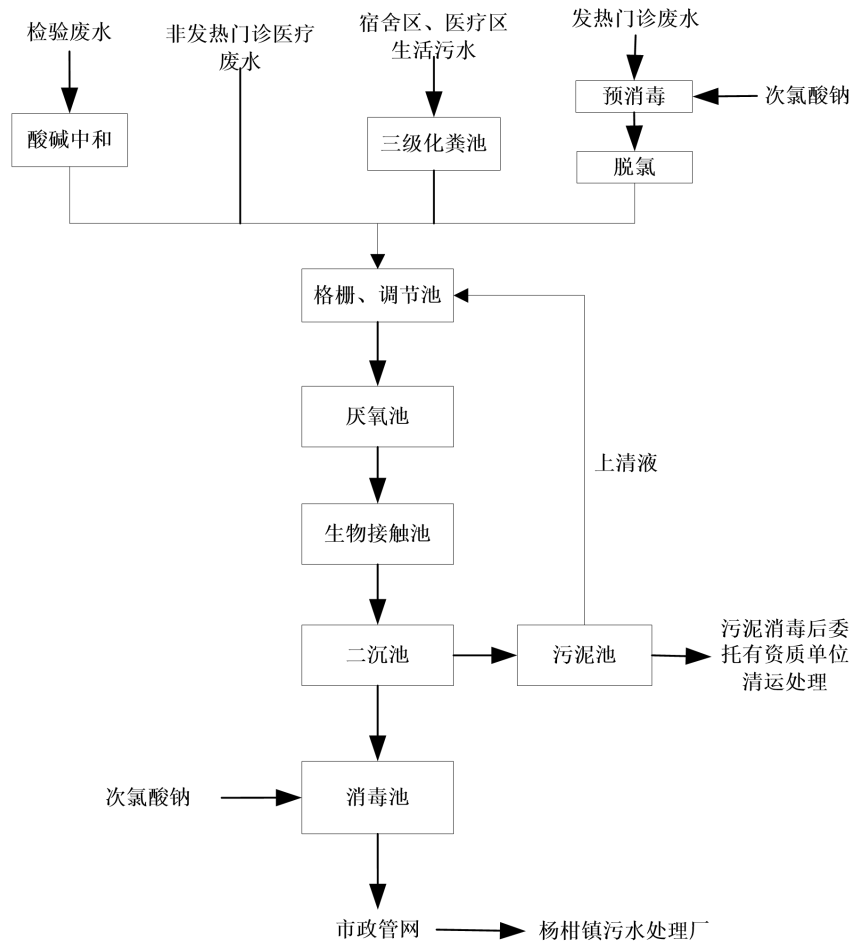 检验废水
非发热门诊医疗
废水
宿舍区、医疗区
生活污水
发热门诊废水
预消毒
次氯酸钠
酸碱中和
三级化粪池
脱氯
格栅、调节池
厌氧池
上清液
生物接触池
二沉池
污泥池
污泥消毒后委
托有资质单位
清运处理
次氯酸钠
消毒池
市政管网
杨柑镇污水处理厂